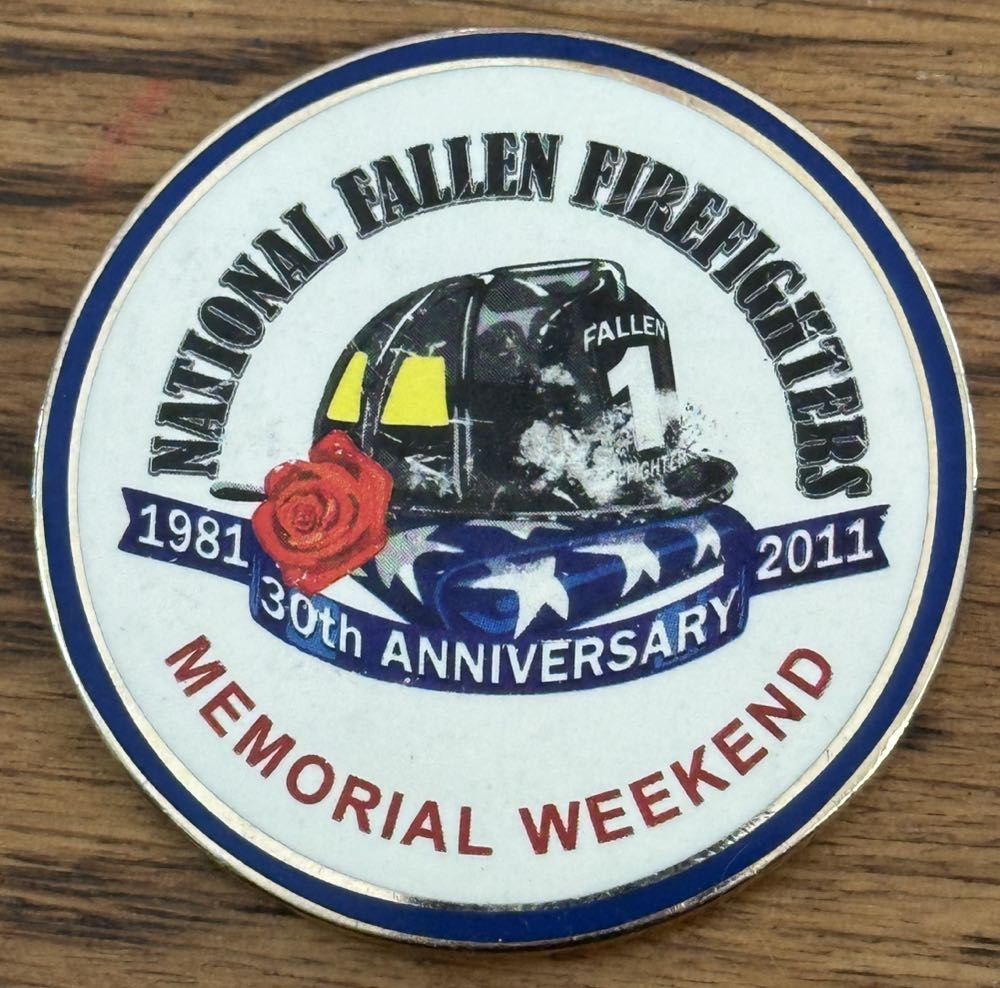 NATIONAL FALLEN FIREFIGHTERS
FALLEN
1
1981
2011
30th ANNIVERSARY
MEMORIAL WEEKEND